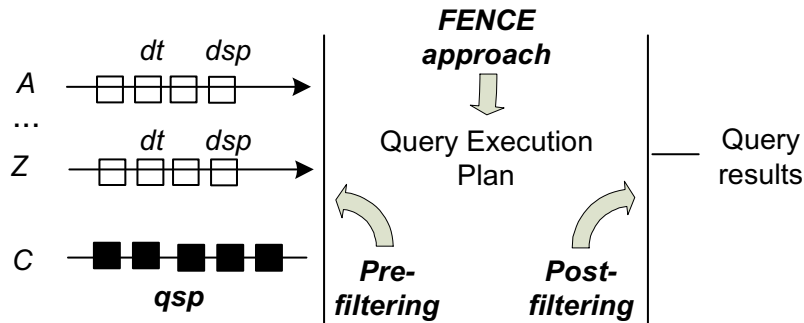 FENCE
approach
dt dsp
A
...
dt dsp
Z
Query Execution
Plan
Query
results
C
qsp
Pre-
filtering
Post-
filtering